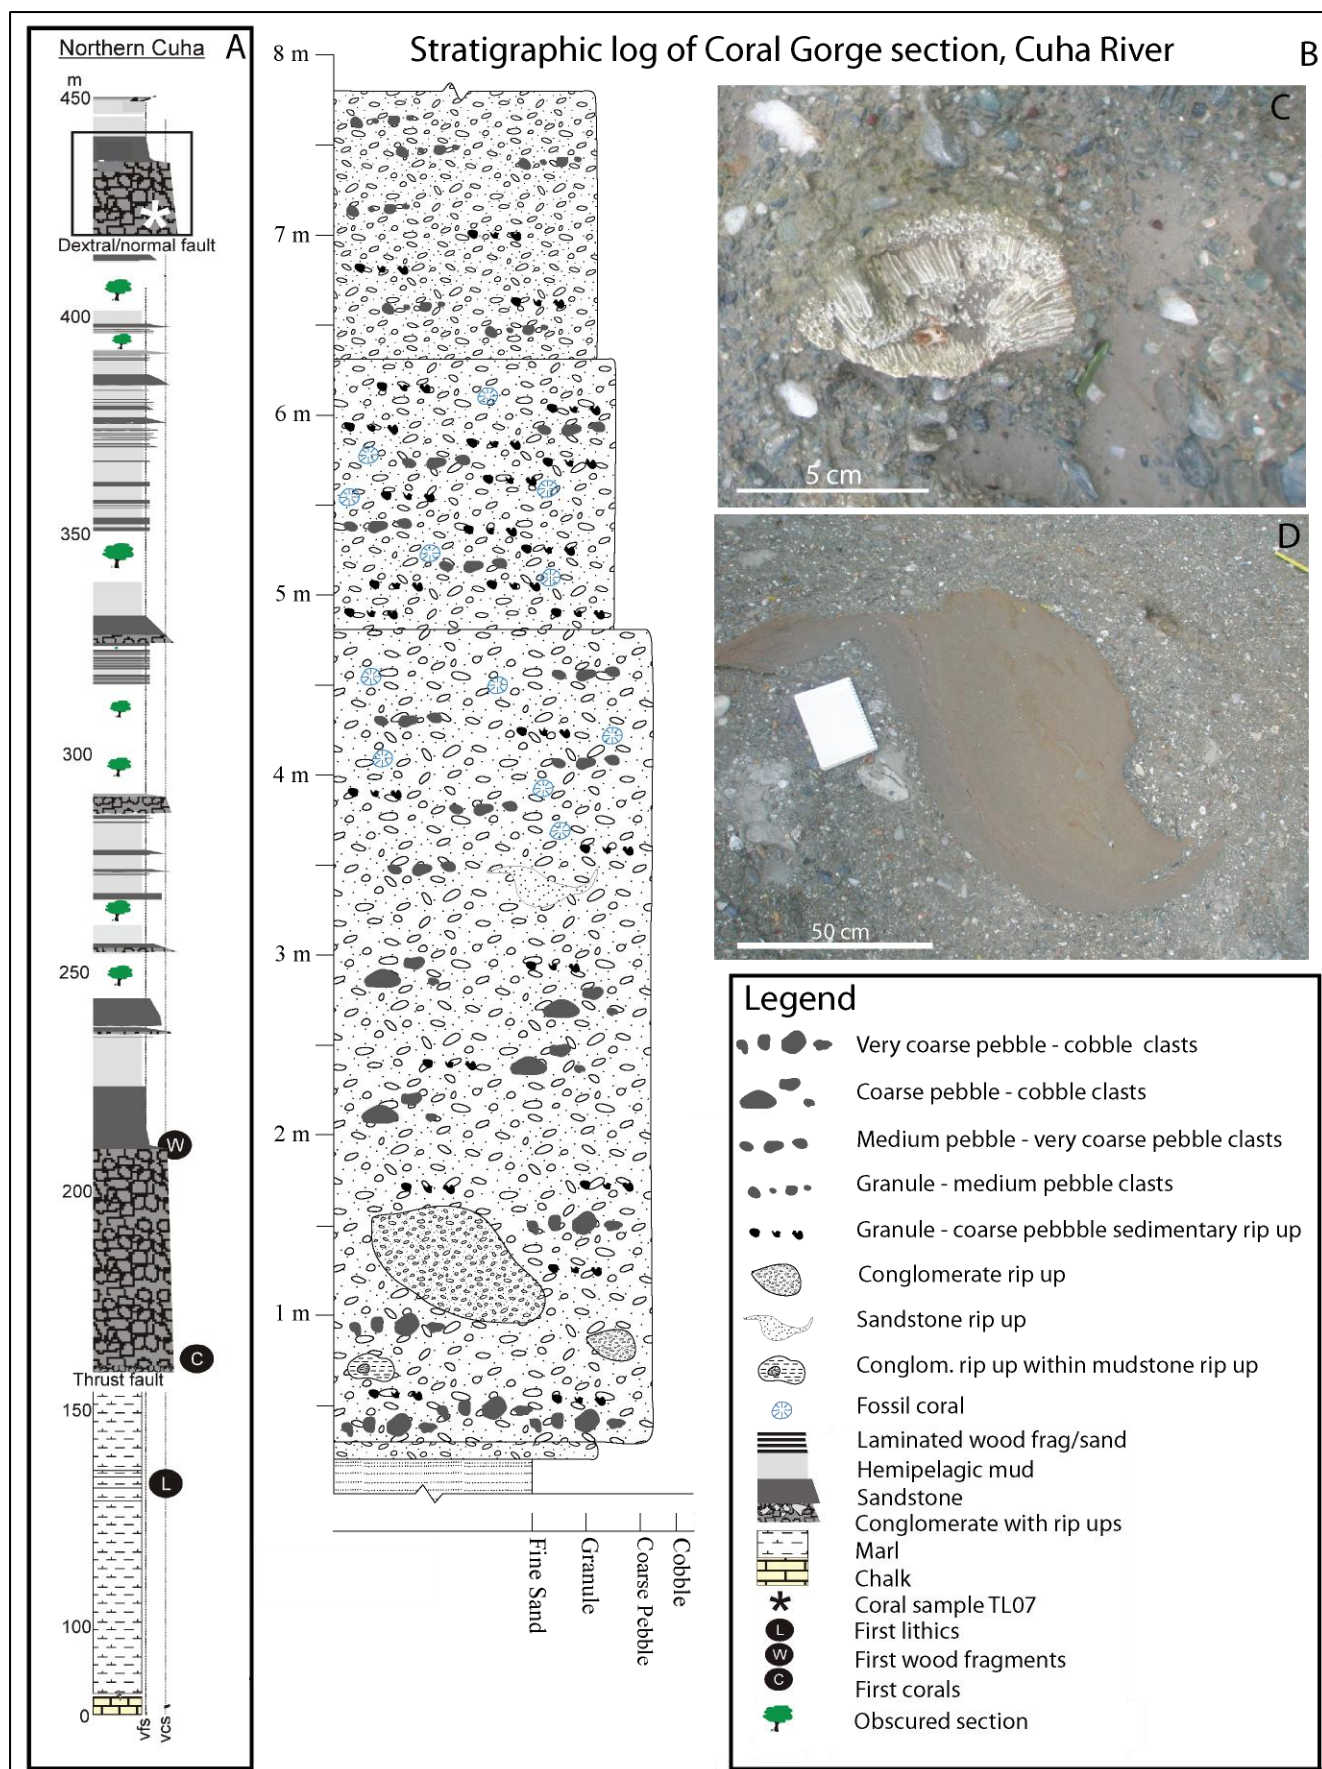 Northern Cuha
A
m
450
Dextral/normal fault
400
350
300
250
W
200
C
Thrust fault
150
L
100
0
vfs
vcs
Stratigraphic log of Coral Gorge section, Cuha River
B
8 m
7 m
6 m
5 m
4 m
3 m
2 m
1 m
Fine Sand
Granule
Coarse Pebble
Cobble
C
5 cm
D
50 cm
Legend
Very coarse pebble - cobble clasts
Coarse pebble - cobble clasts
Medium pebble - very coarse pebble clasts
Granule - medium pebble clasts
Granule - coarse pebbble sedimentary rip up
Conglomerate rip up
Sandstone rip up
Conglom. rip up within mudstone rip up
Fossil coral
Laminated wood frag/sand
Hemipelagic mud
Sandstone
Conglomerate with rip ups
Marl
Chalk
* Coral sample TL07
L First lithics
W First wood fragments
C First corals
Obscured section